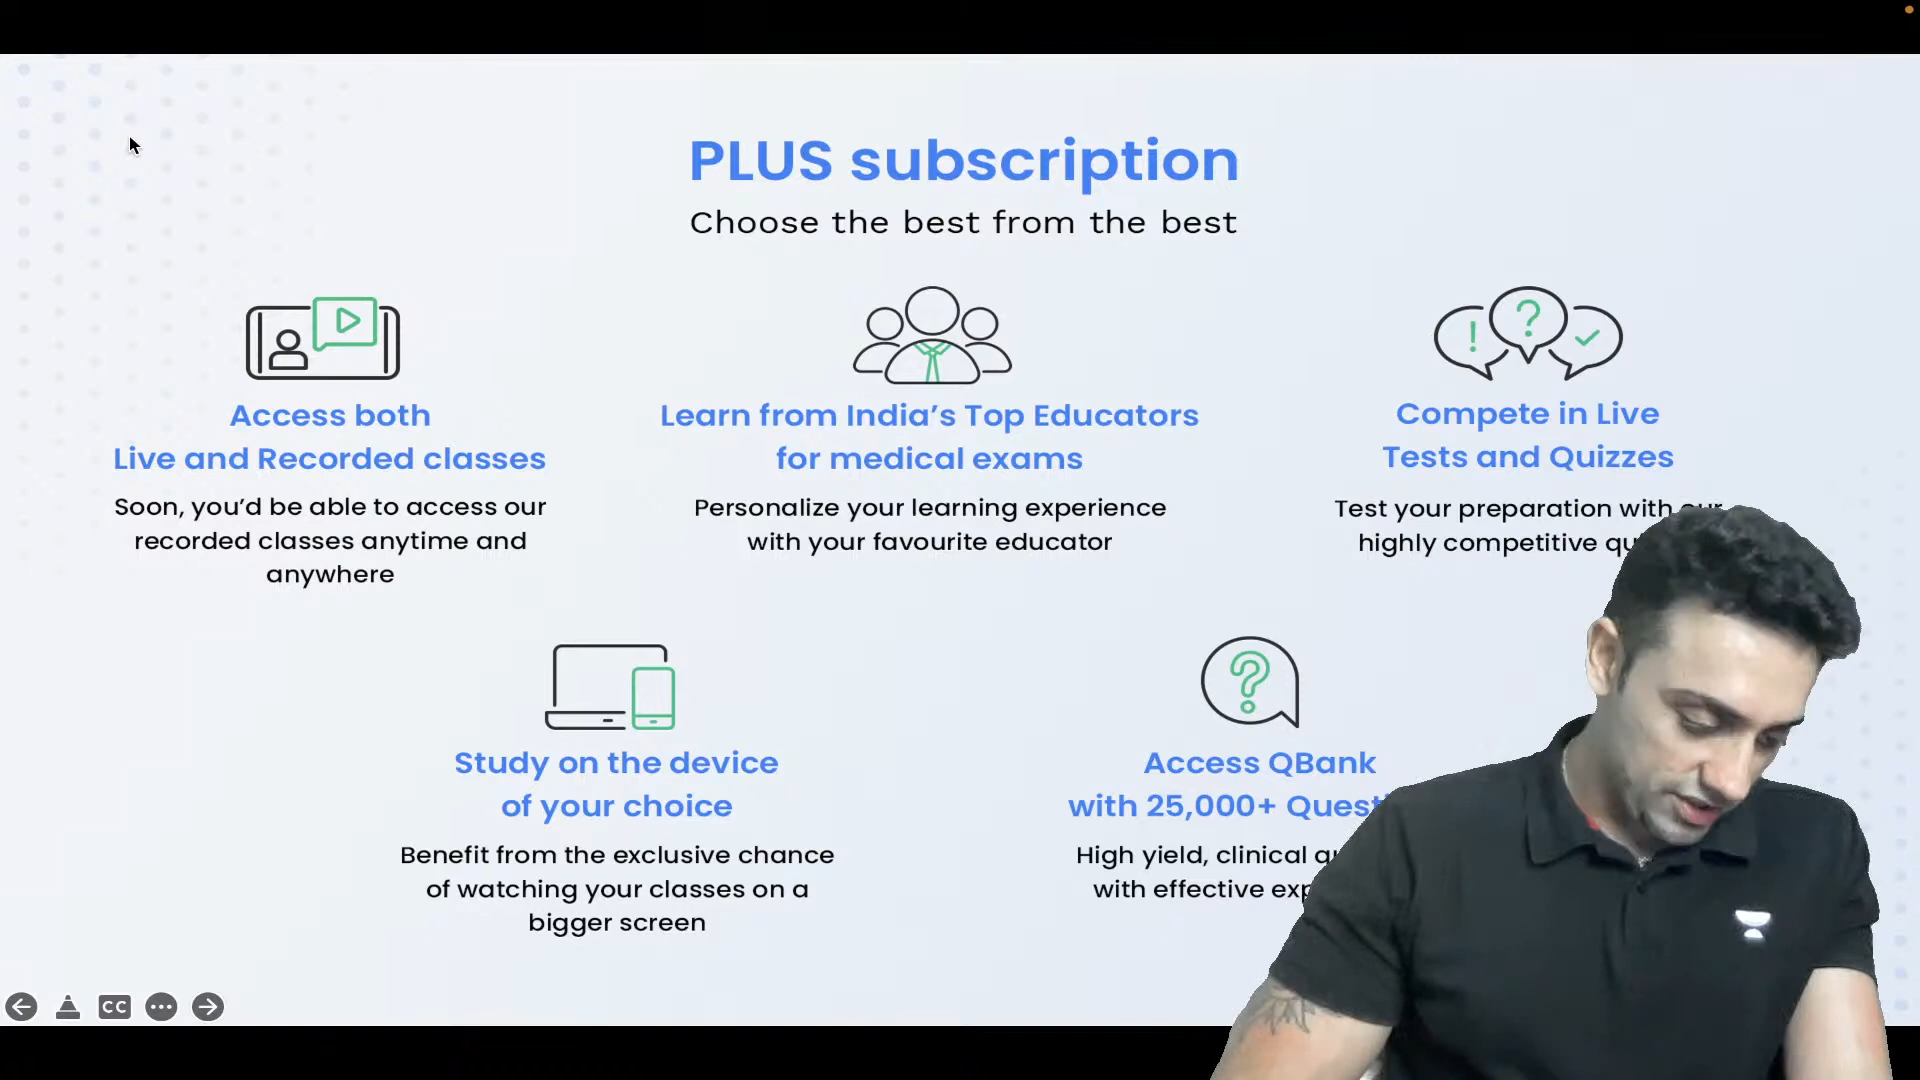 PLUS subscription
Choose the best from the best
Access both
Live and Recorded classes
Soon, you’d be able to access our
recorded classes anytime and
anywhere
Learn from India’s Top Educators
for medical exams
Personalize your learning experience
with your favourite educator
Compete in Live
Tests and Quizzes
Test your preparation with our
highly competitive
Study on the device
of your choice
Benefit from the exclusive chance
of watching your classes on a
bigger screen
Access QBank
with 25,000+
High yield, clinical
with effective
CC